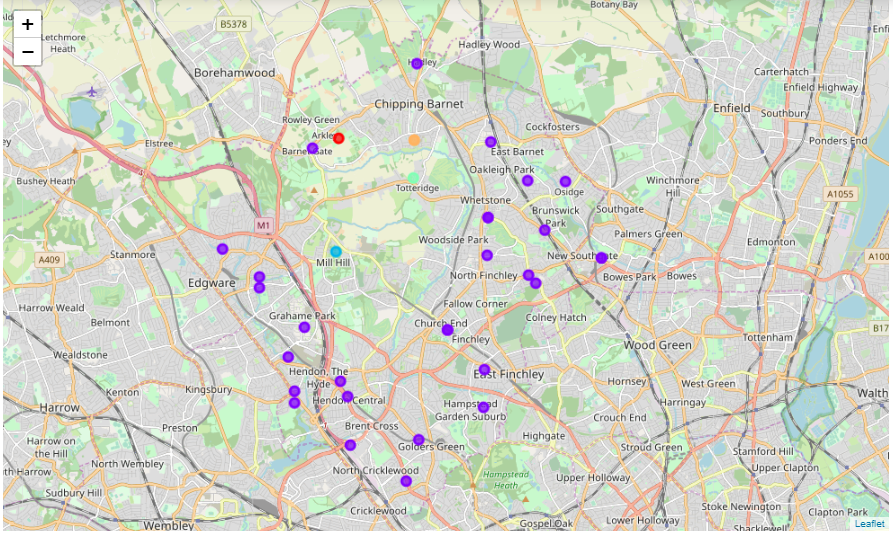 Botany Bay
+
−
B5378
Letchmore
Heath
Hadley Wood
Borehamwood
Carterhatch
Enfield Highway
Chipping Barnet
Enfield
Southbury
Rowley Green
Cockfosters
Elstree
Ponders End
East Barnet
Oakleigh Park
Bushey Heath
Totteridge
Osidge
Winchmore
Hill
A1055
Whetstone
Brunswick
Park
Southgate
M1
Palmers Green
Stanmore
Woodside Park
Edmonton
A409
Mill Hill
New Southgate
Edgware
North Finchley
Bowes Park
Bowes
Harrow Weald
Fallow Corner
Grahame Park
Colney Hatch
Belmont
Church End
Finchley
Tottenham
Wealdstone
Wood Green
Hendon, The
Hyde
East Finchley
Kenton
Kingsbury
Hornsey
West Green
Hendon Central
Hampstead
Garden Suburb
Harringay
Harrow
Preston
Brent Cross
Crouch End
Harrow on
the Hill
Golders Green
Highgate
Stroud Green
Stamford Hill
North Wembley
North Cricklewood
Hampstead
Heath
Upper Holloway
Upper Clapton
Sudbury Hill
Cricklewood
Stoke Newington
Clapton Park
Wembley
Gospel Oak
Lower Holloway
Shacklewell
Leaflet